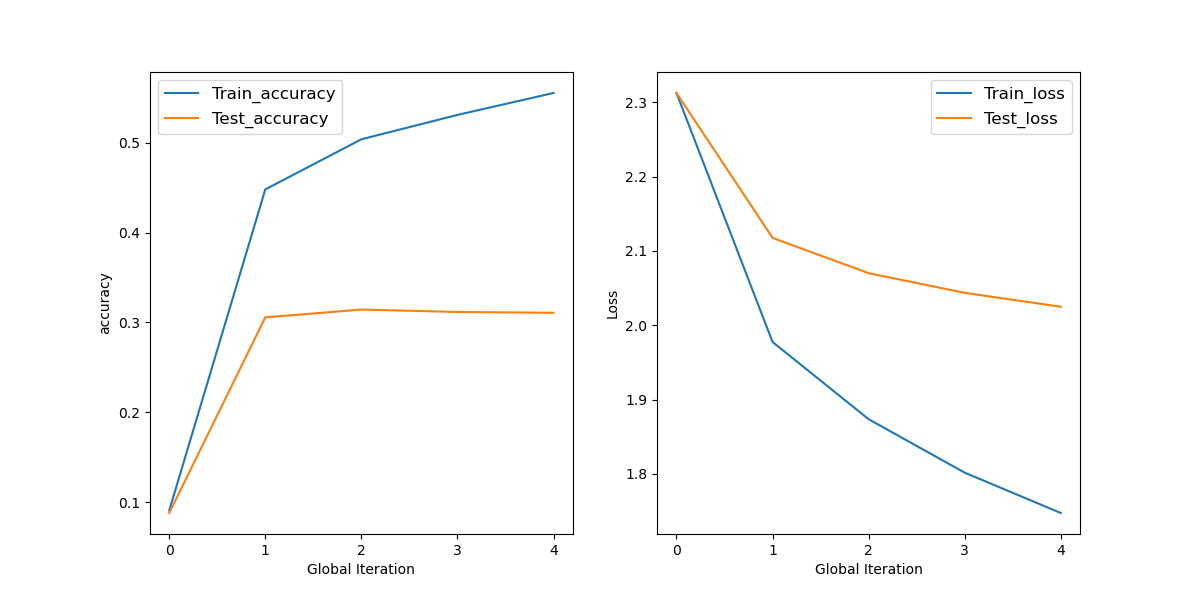 Train_accuracy
Test_accuracy
0.5
0.4
0.3
0.2
0.1
accuracy
0 1 2 3 4
Global Iteration
Train_loss
Test_loss
2.3
2.2
2.1
2.0
1.9
1.8
Loss
0 1 2 3 4
Global Iteration